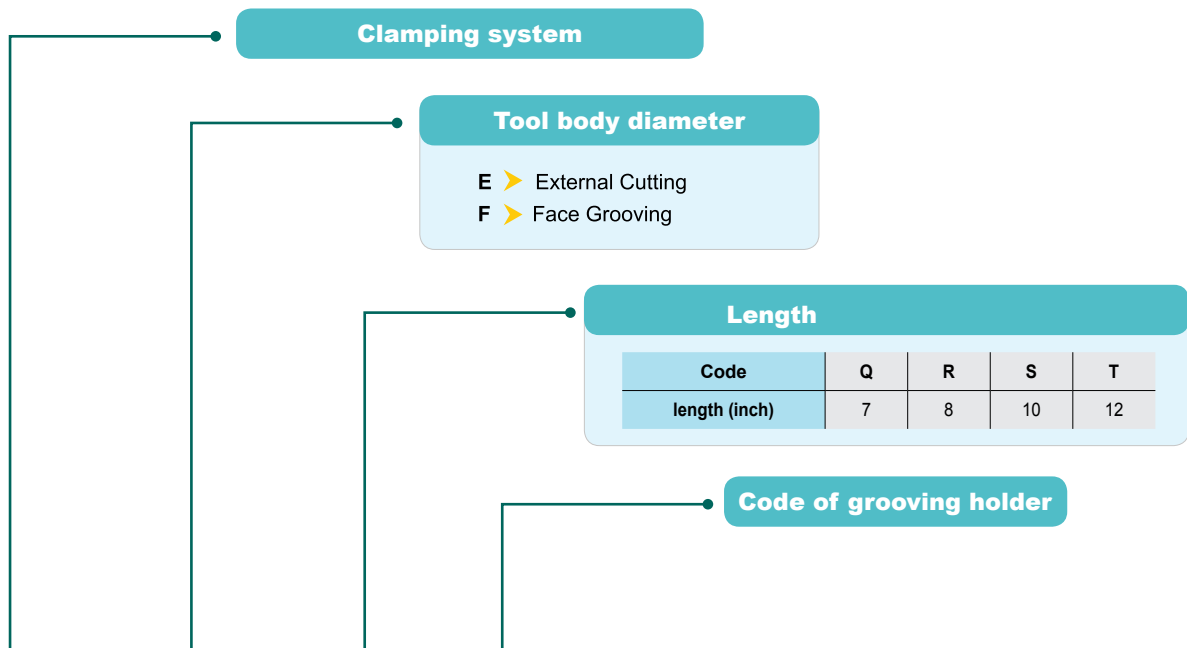 Clamping system
Tool body diameter
E External Cutting
F Face Grooving
Length
Code Q R S T
length (inch) 7 8 10 12
Code of grooving holder